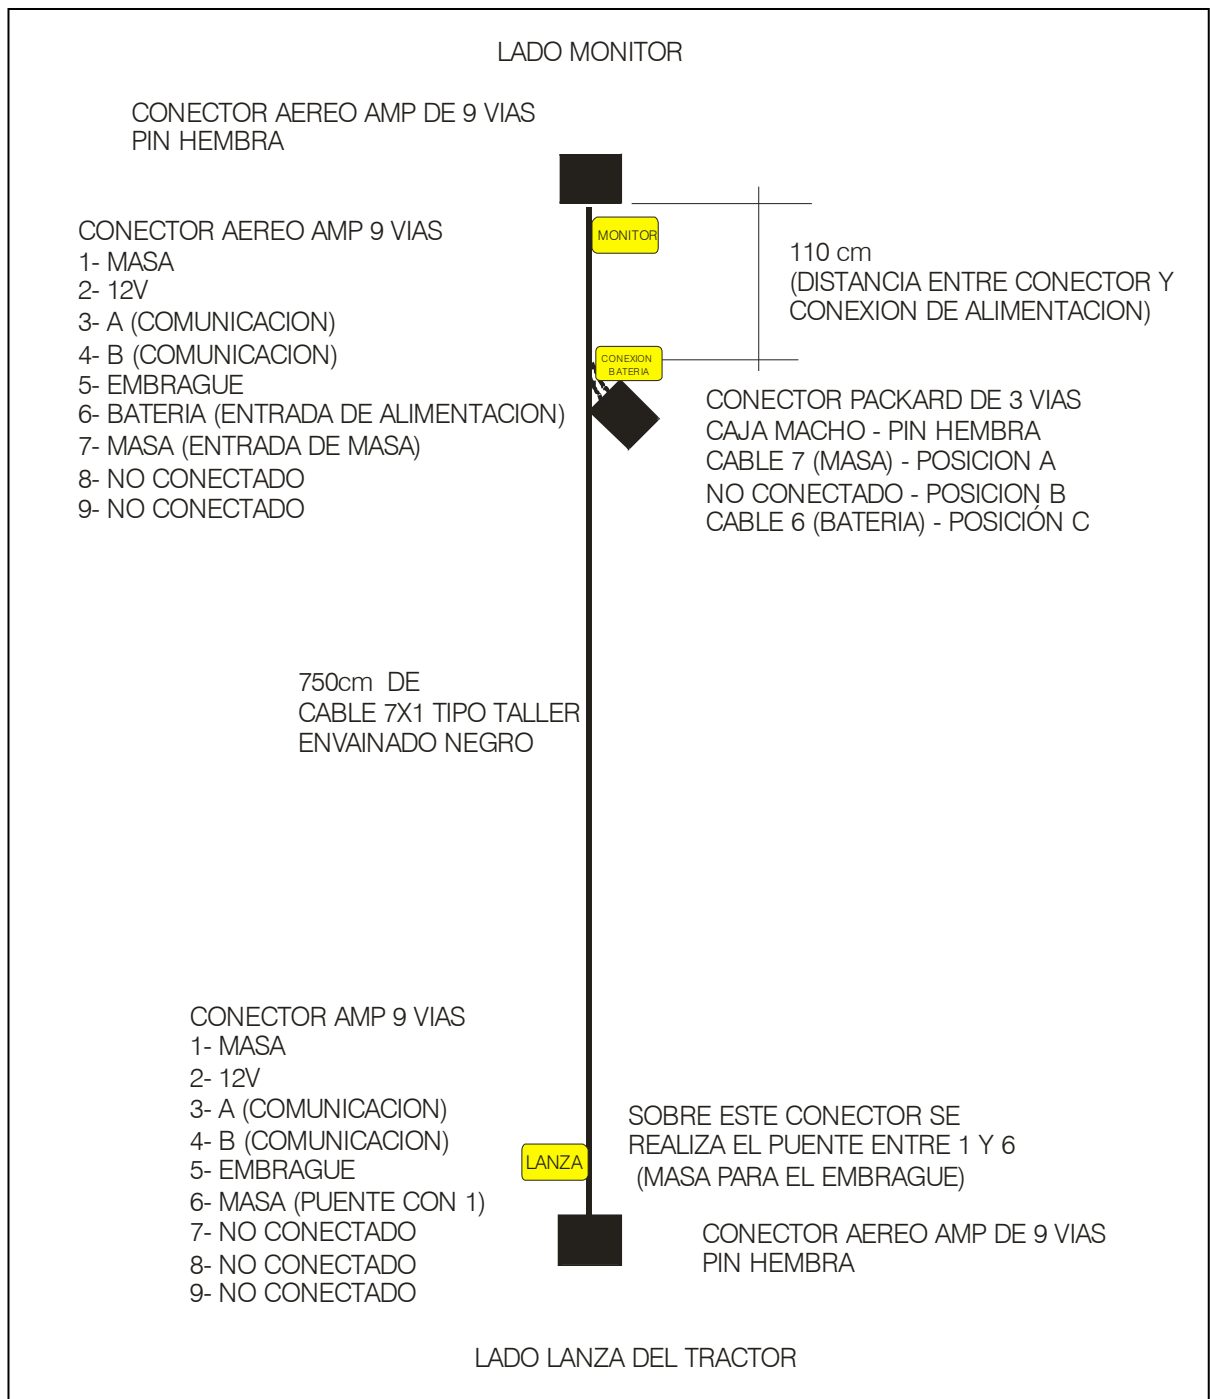 LADO MONITOR
CONECTOR AEREO AMP DE 9 VIAS
PIN HEMBRA
CONECTOR AEREO AMP 9 VIAS
1- MASA
2- 12V
3- A (COMUNICACION)
4- B (COMUNICACION)
5- EMBRAGUE
6- BATERIA (ENTRADA DE ALIMENTACION)
7- MASA (ENTRADA DE MASA)
8- NO CONECTADO
9- NO CONECTADO
MONITOR
110 cm
(DISTANCIA ENTRE CONECTOR Y
CONEXION DE ALIMENTACION)
CONEXION
BATERIA
CONECTOR PACKARD DE 3 VIAS
CAJA MACHO - PIN HEMBRA
CABLE 7 (MASA) - POSICION A
NO CONECTADO - POSICION B
CABLE 6 (BATERIA) - POSICIÓN C
750cm DE
CABLE 7X1 TIPO TALLER
ENVAINADO NEGRO
CONECTOR AMP 9 VIAS
1- MASA
2- 12V
3- A (COMUNICACION)
4- B (COMUNICACION)
5- EMBRAGUE
6- MASA (PUENTE CON 1)
7- NO CONECTADO
8- NO CONECTADO
9- NO CONECTADO
LANZA
SOBRE ESTE CONECTOR SE
REALIZA EL PUENTE ENTRE 1 Y 6
(MASA PARA EL EMBRAGUE)
CONECTOR AEREO AMP DE 9 VIAS
PIN HEMBRA
LADO LANZA DEL TRACTOR